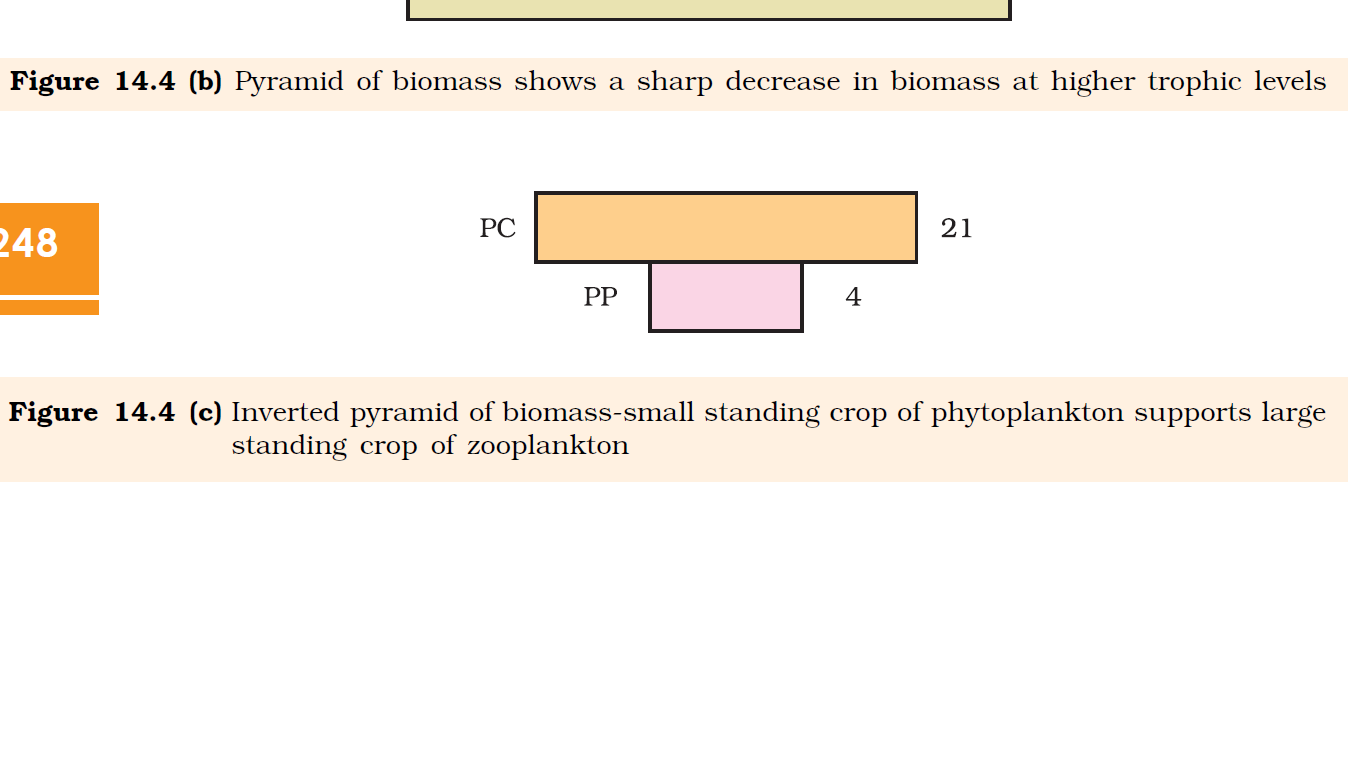 Figure 14.4 (b) Pyramid of biomass shows a sharp decrease in biomass at higher trophic levels
248
PC 21
PP 4
Figure 14.4 (c) Inverted pyramid of biomass-small standing crop of phytoplankton supports large
standing crop of zooplankton